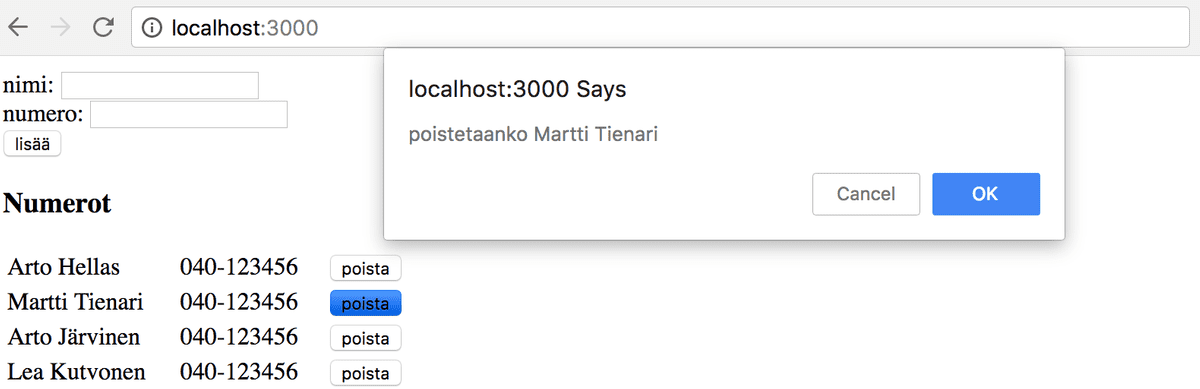 localhost:3000
nimi:
numero:
lisää
localhost:3000 Says
poistetaanko Martti Tienari
Cancel OK
Numerot
Arto Hellas 040-123456 poista
Martti Tienari 040-123456 poista
Arto Järvinen 040-123456 poista
Lea Kutvonen 040-123456 poista